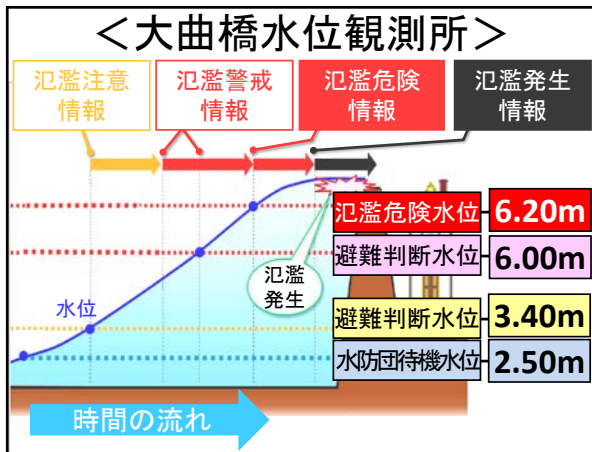 ＜大曲橋水位観測所＞
氾濫注意
情報
氾濫警戒
情報
氾濫危険
情報
氾濫発生
情報
氾濫危険水位
6.20m
避難判断水位
6.00m
氾濫
発生
水位
避難判断水位
3.40m
水防団待機水位
2.50m
時間の流れ